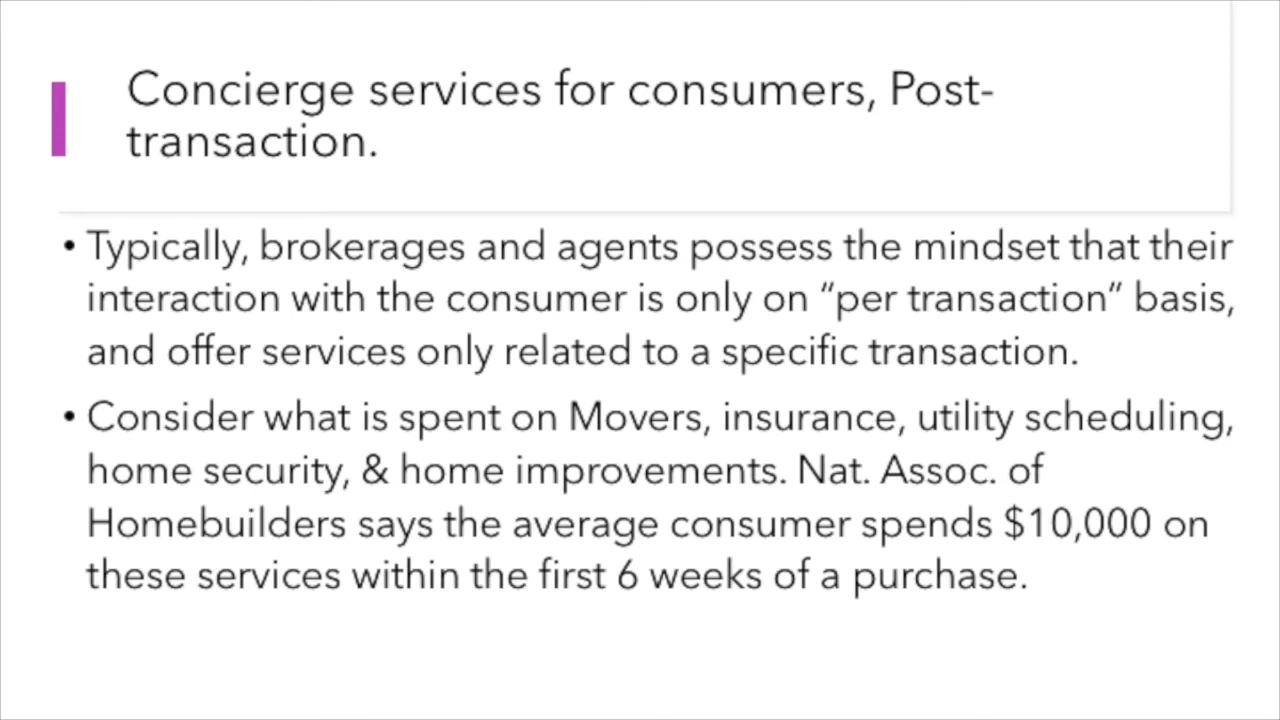 Concierge services for consumers, Post-
transaction.
• Typically, brokerages and agents possess the mindset that their
interaction with the consumer is only on “per transaction” basis,
and offer services only related to a specific transaction.
• Consider what is spent on Movers, insurance, utility scheduling,
home security, & home improvements. Nat. Assoc. of
Homebuilders says the average consumer spends $10,000 on
these services within the first 6 weeks of a purchase.